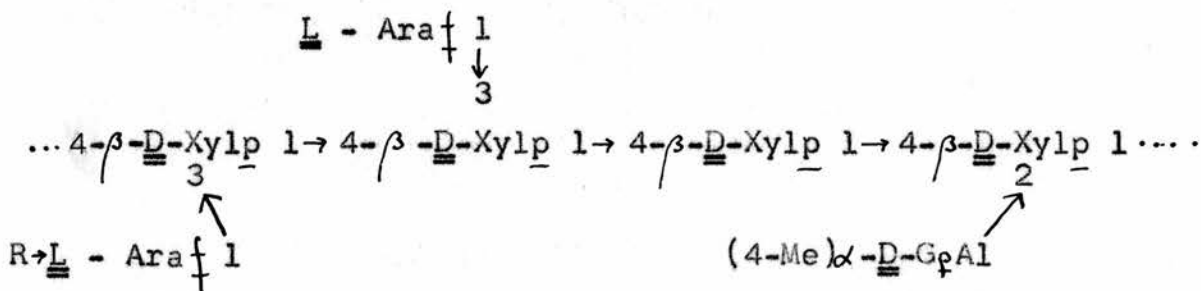 L - Araf 1
↓
3
...4-β-D-Xylp 1→ 4-β-D-Xylp 1→ 4-β-D-Xylp 1→ 4-β-D-Xylp 1....
3 2
R→L - Araf 1 (4-Me)α-D-GpA1